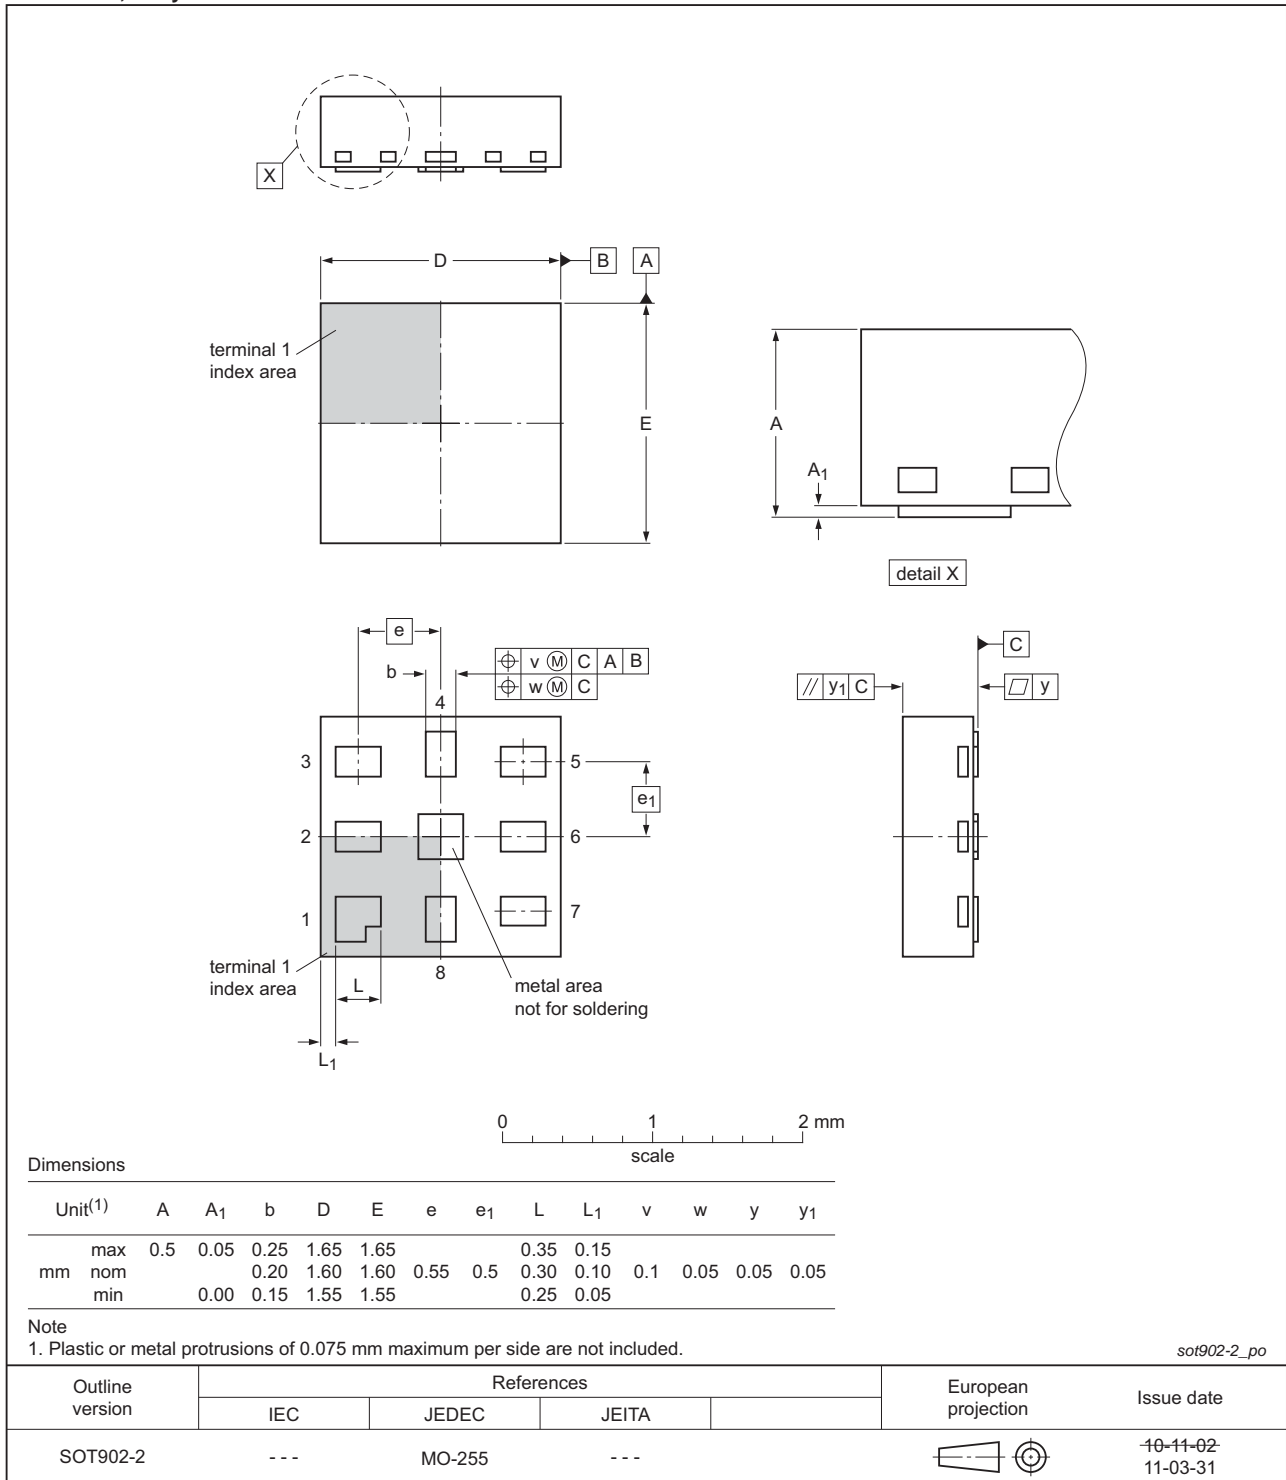 X
D
B
A
terminal 1
index area
E
A
A1
detail X
e
b
v M C A B
w M C
4
3
5
e1
2
6
1
7
8
terminal 1
index area
L
L1
metal area
not for soldering
C
y1 C
y
0 1 2 mm
scale
Dimensions
Unit(1) A A1 b D E e e1 L L1 v w y y1
max 0.5 0.05 0.25 1.65 1.65 0.35 0.15
mm nom 0.20 1.60 1.60 0.55 0.5 0.30 0.10 0.1 0.05 0.05 0.05
min 0.00 0.15 1.55 1.55 0.25 0.05
Note
1. Plastic or metal protrusions of 0.075 mm maximum per side are not included.
sot902-2_po
Outline
version
References
IEC JEDEC JEITA
European
projection
Issue date
SOT902-2 - - - MO-255 - - -
10-11-02
11-03-31